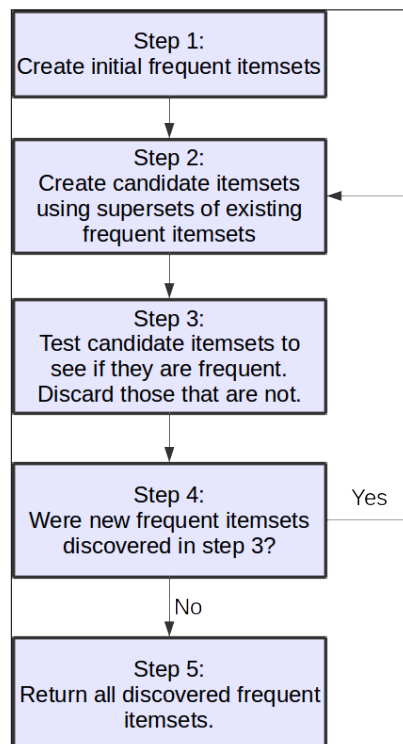 Step 1:
Create initial frequent itemsets
Step 2:
Create candidate itemsets
using supersets of existing
frequent itemsets
Step 3:
Test candidate itemsets to
see if they are frequent.
Discard those that are not.
Step 4:
Were new frequent itemsets
discovered in step 3?
Yes
No
Step 5:
Return all discovered frequent
itemsets.